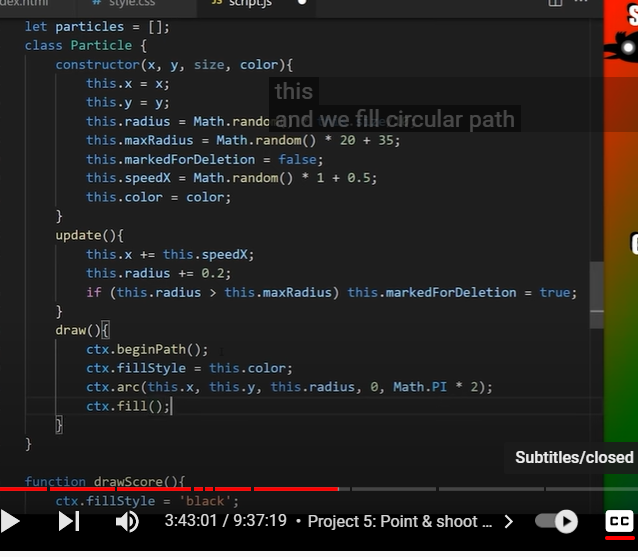 dex.html
style.css
JS script.js
let particles = [];
class Particle {
constructor(x, y, size, color){
this.x = x;
this.y = y;
this.radius = Math.rando
this
and we fill circular path
this.maxRadius = Math.random() * 20 + 35;
this.markedForDeletion = false;
this.speedX = Math.random() * 1 + 0.5;
this.color = color;
}
update(){
this.x += this.speedX;
this.radius += 0.2;
if (this.radius > this.maxRadius) this.markedForDeletion = true;
}
draw(){
ctx.beginPath();
ctx.fillStyle = this.color;
ctx.arc(this.x, this.y, this.radius, 0, Math.PI * 2);
ctx.fill();
}
}
Subtitles/closed
function drawScore(){
ctx.fillStyle = 'black';
3:43:01 / 9:37:19 • Project 5: Point & shoot ...
CC